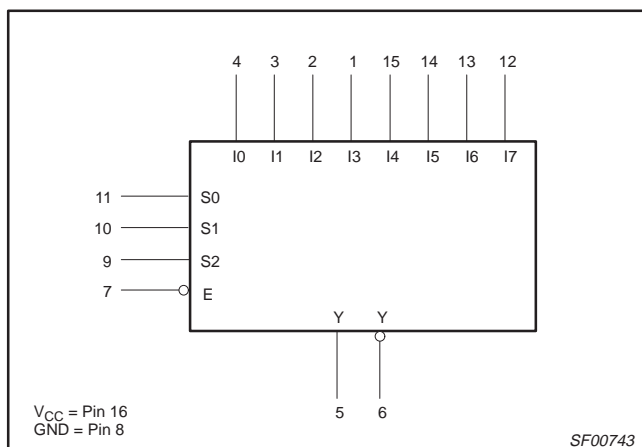 4 3 2 1 15 14 13 12
I0 I1 I2 I3 I4 I5 I6 I7
11 S0
10 S1
9 S2
7 E
Y Y
5 6
VCC = Pin 16
GND = Pin 8
SF00743